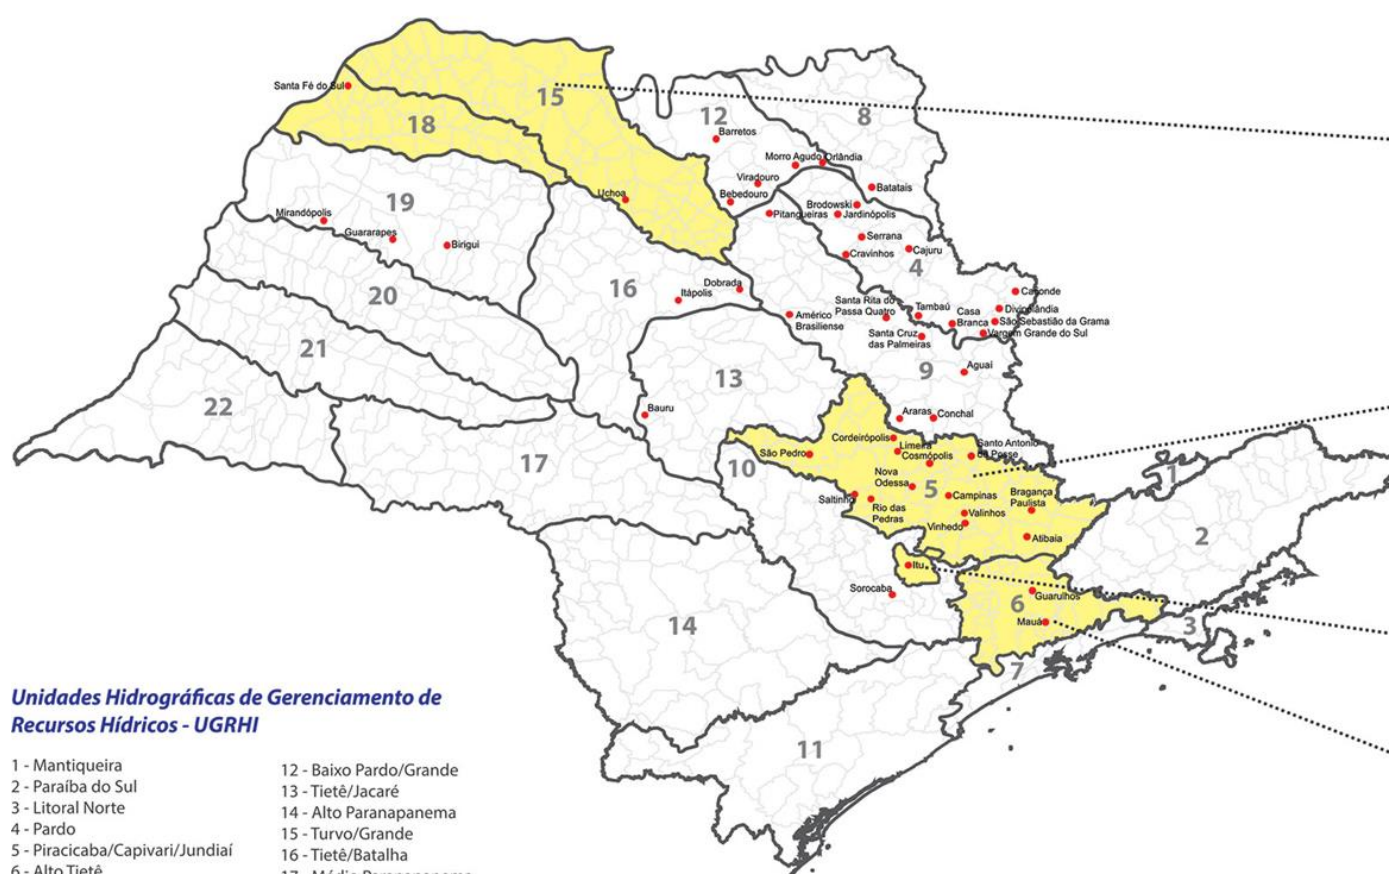 Santa Fé do Sul
15
18
12
8
Barretos
Morro Agudo
Orlândia
Viradouro
Batatais
Uchoa
Bebedouro
Brodowski
19
Pitangueiras
Jardinópolis
Mirandópolis
Guararapes
Birigui
Serrana
Cajuru
Cravinhos
4
20
16
Dobrada
Itápolis
Caconde
Santa Rita do
Passa Quatro
Tambaú
Casa
Branca
Divinolândia
São Sebastião da Grama
Vargem Grande do Sul
Américo
Brasiliense
Santa Cruz
das Palmeiras
21
13
9
Aguaí
22
Bauru
Araras
Conchal
Cordeirópolis
Limeira
Cosmópolis
Santo Antonio
de Posse
São Pedro
17
10
1
Nova
Odessa
5
Campinas
Bragança
Paulista
Saltinho
Rio das
Pedras
Valinhos
Vinhedo
2
Atibaia
Itu
Sorocaba
6
Guarulhos
Mauá
14
3
7
11
Unidades Hidrográficas de Gerenciamento de
Recursos Hídricos - UGRHI
1 - Mantiqueira
2 - Paraíba do Sul
3 - Litoral Norte
4 - Pardo
5 - Piracicaba/Capivari/Jundiaí
6 - Alto Tietê
12 - Baixo Pardo/Grande
13 - Tietê/Jacaré
14 - Alto Paranapanema
15 - Turvo/Grande
16 - Tietê/Batalha
17 - Médio Paranapanema